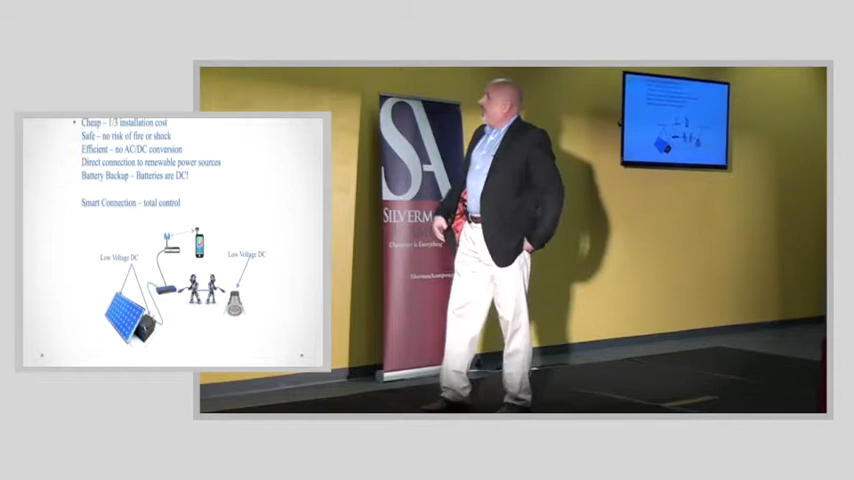 • Cheap – 1/3 installation cost
Safe – no risk of fire or shock
Efficient – no AC/DC conversion
Direct connection to renewable power sources
Battery Backup – Batteries are DC!
Smart Connection – total control
Low Voltage DC
Low Voltage DC
SA
SILVERM